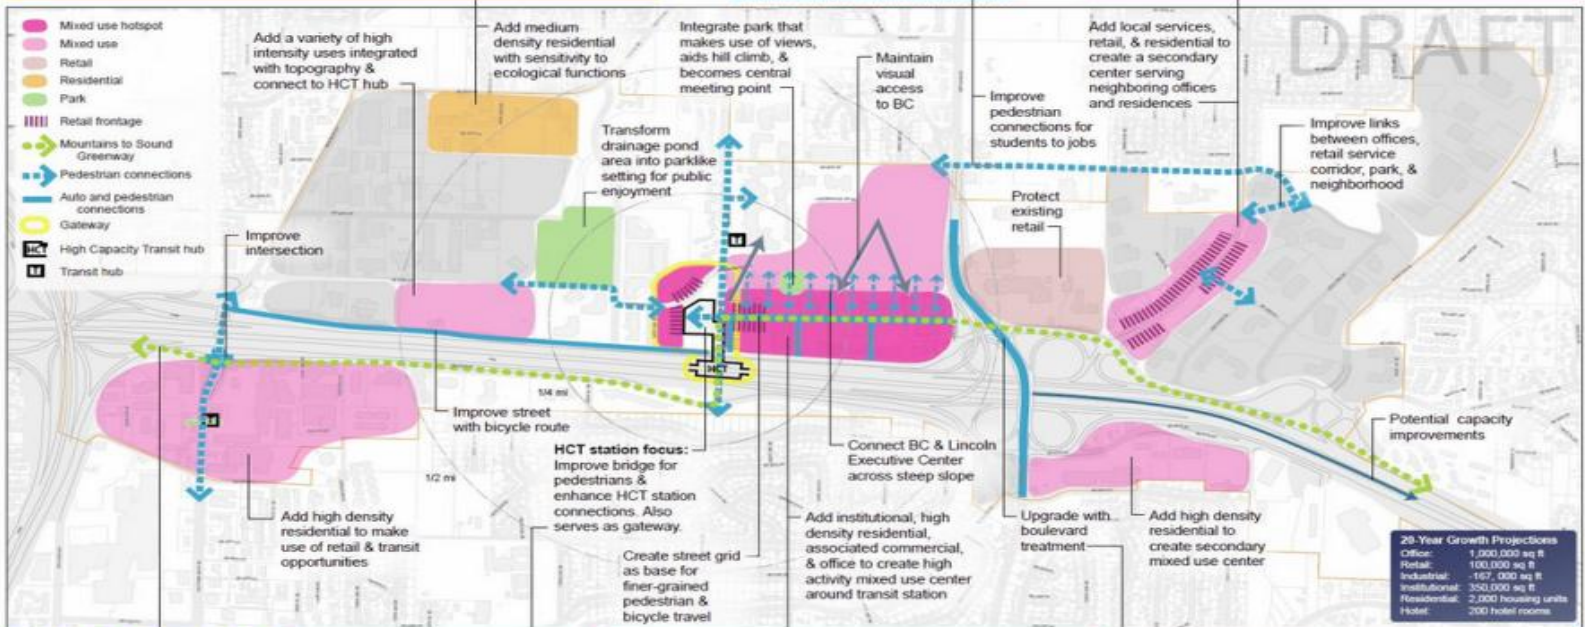 DRAFT
Mixed use hotspot
Mixed use
Retail
Residential
Park
Retail frontage
Mountains to Sound
Greenway
Pedestrian connections
Auto and pedestrian
connections
Gateway
HCT High Capacity Transit hub
T Transit hub
Add a variety of high
intensity uses integrated
with topography &
connect to HCT hub
Add medium
density residential
with sensitivity to
ecological functions
Integrate park that
makes use of views,
aids hill climb, &
becomes central
meeting point
Maintain
visual
access
to BC
Improve
pedestrian
connections for
students to jobs
Add local services,
retail, & residential to
create a secondary
center serving
neighboring offices
and residences
Improve links
between offices,
retail service
corridor, park, &
neighborhood
Transform
drainage pond
area into parklike
setting for public
enjoyment
Protect
existing
retail
Improve
intersection
T
HCT
T
1/4 mi
1/2 mi
Improve street
with bicycle route
HCT station focus:
Improve bridge for
pedestrians &
enhance HCT station
connections. Also
serves as gateway.
Connect BC & Lincoln
Executive Center
across steep slope
Potential capacity
improvements
Add high density
residential to make
use of retail & transit
opportunities
Create street grid
as base for
finer-grained
pedestrian &
bicycle travel
Add institutional, high
density residential,
associated commercial,
& office to create high
activity mixed use center
around transit station
Upgrade with
boulevard
treatment
Add high density
residential to
create secondary
mixed use center
20-Year Growth Projections
Office: 1,000,000 sq ft
Retail: 100,000 sq ft
Industrial: -167, 000 sq ft
Institutional: 350,000 sq ft
Residential: 2,000 housing units
Hotel: 200 hotel rooms